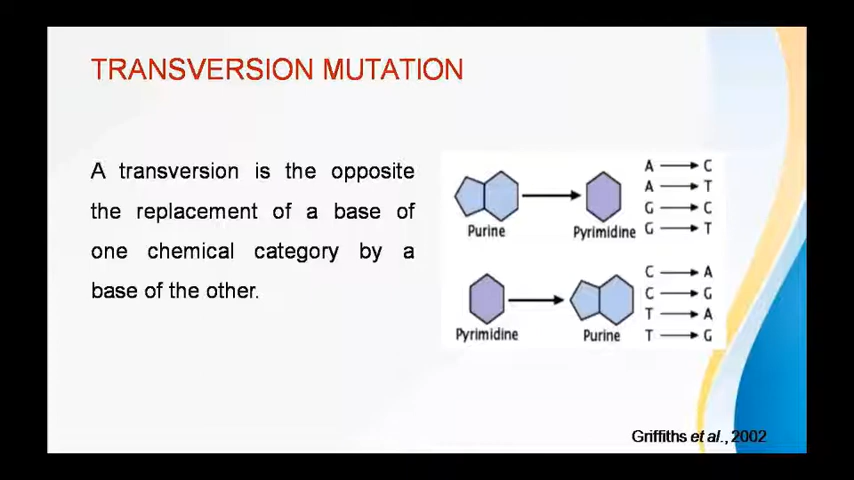 TRANSVERSION MUTATION
A transversion is the opposite
the replacement of a base of
one chemical category by a
base of the other.
Purine
Pyrimidine
A → C
A → T
G → C
G → T
Pyrimidine
Purine
C → A
C → G
T → A
T → G
Griffiths et al., 2002